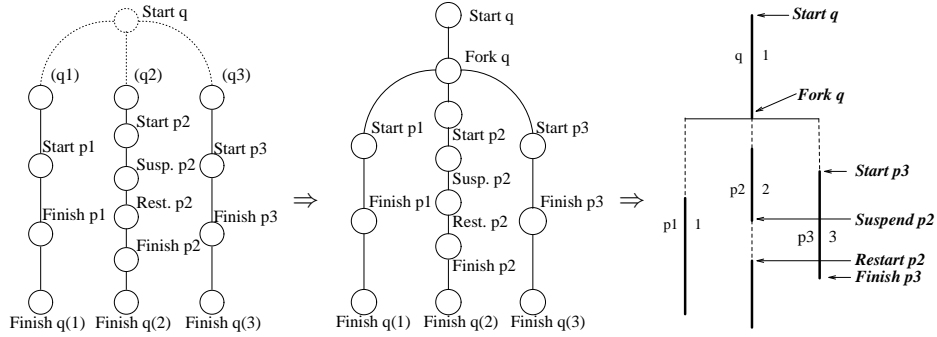 Start q
(q1)
(q2)
(q3)
Start p2
Start p1
Susp. p2
Start p3
Rest. p2
Finish p1
Finish p3
Finish p2
Finish q(1)
Finish q(2)
Finish q(3)
⇒
Start q
Fork q
Start p1
Start p2
Start p3
Susp. p2
Finish p1
Rest. p2
Finish p3
Finish p2
Finish q(1)
Finish q(2)
Finish q(3)
⇒
Start q
q 1
Fork q
Start p3
p2 2
p1 1
Suspend p2
p3 3
Restart p2
Finish p3